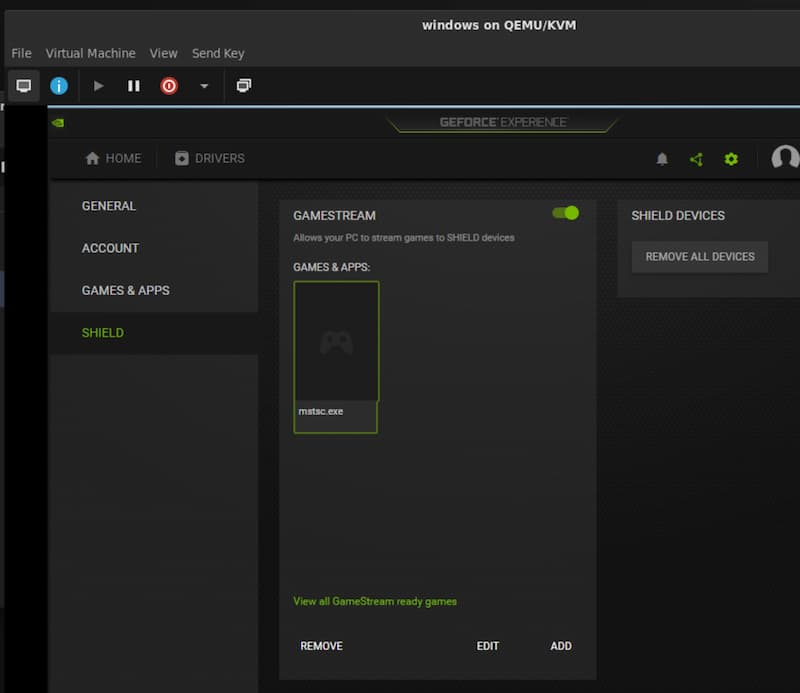 windows on QEMU/KVM
File Virtual Machine View Send Key
GEFORCE EXPERIENCE
HOME DRIVERS
GENERAL
ACCOUNT
GAMES & APPS
SHIELD
GAMESTREAM
Allows your PC to stream games to SHIELD devices
GAMES & APPS:
mstsc.exe
View all GameStream ready games
REMOVE EDIT ADD
SHIELD DEVICES
REMOVE ALL DEVICES